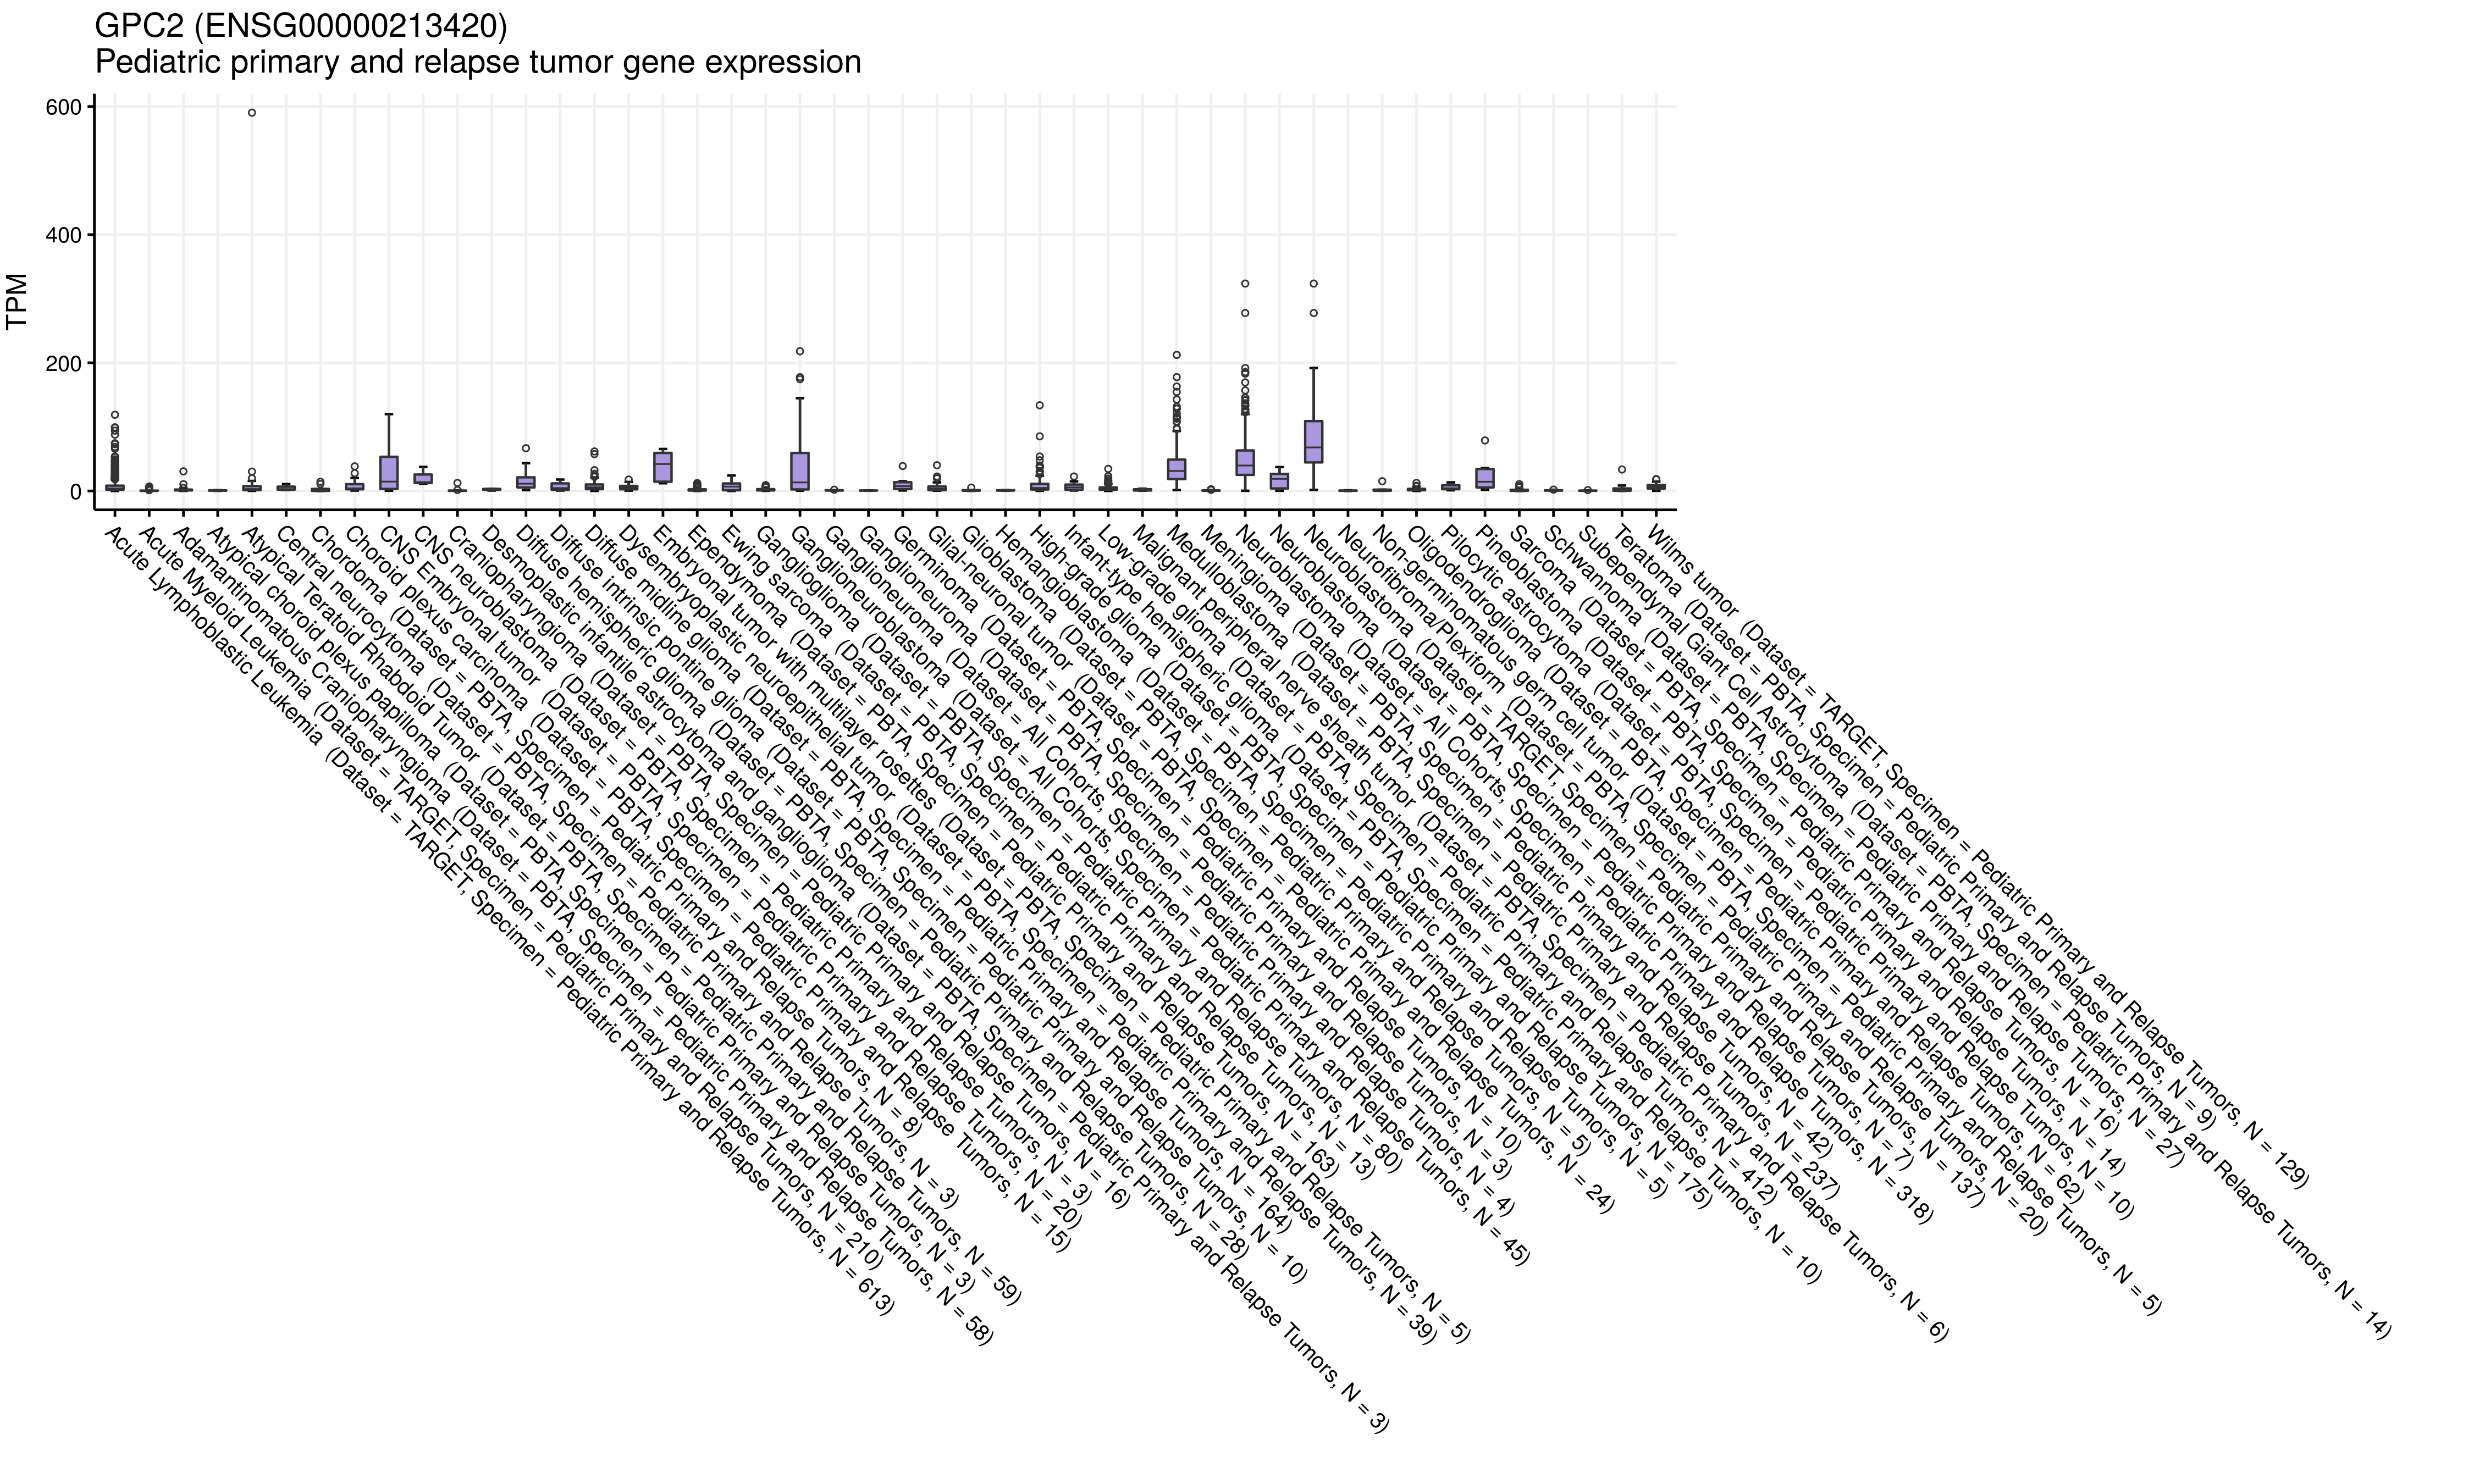 GPC2 (ENSG00000213420)
Pediatric primary and relapse tumor gene expression
TPM
600
400
200
0
Acute Lymphoblastic Leukemia (Dataset = TARGET, Specimen = Pediatric Primary and Relapse Tumors, N = 613)
Acute Myeloid Leukemia (Dataset = TARGET, Specimen = Pediatric Primary and Relapse Tumors, N = 210)
Adamantinomatous Craniopharyngioma (Dataset = PBTA, Specimen = Pediatric Primary and Relapse Tumors, N = 58)
Atypical choroid plexus papilloma (Dataset = PBTA, Specimen = Pediatric Primary and Relapse Tumors, N = 3)
Atypical Teratoid Rhabdoid Tumor (Dataset = PBTA, Specimen = Pediatric Primary and Relapse Tumors, N = 59)
Central neurocytoma (Dataset = PBTA, Specimen = Pediatric Primary and Relapse Tumors, N = 3)
Chordoma (Dataset = PBTA, Specimen = Pediatric Primary and Relapse Tumors, N = 8)
Choroid plexus carcinoma (Dataset = PBTA, Specimen = Pediatric Primary and Relapse Tumors, N = 15)
CNS Embryonal tumor (Dataset = PBTA, Specimen = Pediatric Primary and Relapse Tumors, N = 20)
CNS neuroblastoma (Dataset = PBTA, Specimen = Pediatric Primary and Relapse Tumors, N = 3)
Craniopharyngioma (Dataset = PBTA, Specimen = Pediatric Primary and Relapse Tumors, N = 16)
Desmoplastic infantile astrocytoma and ganglioglioma (Dataset = PBTA, Specimen = Pediatric Primary and Relapse Tumors, N = 3)
Diffuse hemispheric glioma (Dataset = PBTA, Specimen = Pediatric Primary and Relapse Tumors, N = 28)
Diffuse intrinsic pontine glioma (Dataset = PBTA, Specimen = Pediatric Primary and Relapse Tumors, N = 10)
Diffuse midline glioma (Dataset = PBTA, Specimen = Pediatric Primary and Relapse Tumors, N = 164)
Dysembryoplastic neuroepithelial tumor (Dataset = PBTA, Specimen = Pediatric Primary and Relapse Tumors, N = 39)
Embryonal tumor with multilayer rosettes (Dataset = PBTA, Specimen = Pediatric Primary and Relapse Tumors, N = 5)
Ependymoma (Dataset = PBTA, Specimen = Pediatric Primary and Relapse Tumors, N = 163)
Ewing sarcoma (Dataset = PBTA, Specimen = Pediatric Primary and Relapse Tumors, N = 13)
Ganglioglioma (Dataset = PBTA, Specimen = Pediatric Primary and Relapse Tumors, N = 80)
Ganglioneuroblastoma (Dataset = All Cohorts, Specimen = Pediatric Primary and Relapse Tumors, N = 45)
Ganglioneuroma (Dataset = All Cohorts, Specimen = Pediatric Primary and Relapse Tumors, N = 4)
Ganglioneuroma (Dataset = PBTA, Specimen = Pediatric Primary and Relapse Tumors, N = 3)
Germinoma (Dataset = PBTA, Specimen = Pediatric Primary and Relapse Tumors, N = 10)
Glial-neuronal tumor (Dataset = PBTA, Specimen = Pediatric Primary and Relapse Tumors, N = 24)
Glioblastoma (Dataset = PBTA, Specimen = Pediatric Primary and Relapse Tumors, N = 5)
Hemangioblastoma (Dataset = PBTA, Specimen = Pediatric Primary and Relapse Tumors, N = 5)
High-grade glioma (Dataset = PBTA, Specimen = Pediatric Primary and Relapse Tumors, N = 175)
Infant-type hemispheric glioma (Dataset = PBTA, Specimen = Pediatric Primary and Relapse Tumors, N = 10)
Low-grade glioma (Dataset = PBTA, Specimen = Pediatric Primary and Relapse Tumors, N = 412)
Malignant peripheral nerve sheath tumor (Dataset = PBTA, Specimen = Pediatric Primary and Relapse Tumors, N = 6)
Medulloblastoma (Dataset = PBTA, Specimen = Pediatric Primary and Relapse Tumors, N = 237)
Meningioma (Dataset = PBTA, Specimen = Pediatric Primary and Relapse Tumors, N = 42)
Neuroblastoma (Dataset = All Cohorts, Specimen = Pediatric Primary and Relapse Tumors, N = 318)
Neuroblastoma (Dataset = PBTA, Specimen = Pediatric Primary and Relapse Tumors, N = 7)
Neuroblastoma (Dataset = TARGET, Specimen = Pediatric Primary and Relapse Tumors, N = 137)
Neurofibroma/Plexiform (Dataset = PBTA, Specimen = Pediatric Primary and Relapse Tumors, N = 20)
Non-germinomatous germ cell tumor (Dataset = PBTA, Specimen = Pediatric Primary and Relapse Tumors, N = 5)
Oligodendroglioma (Dataset = PBTA, Specimen = Pediatric Primary and Relapse Tumors, N = 62)
Pilocytic astrocytoma (Dataset = PBTA, Specimen = Pediatric Primary and Relapse Tumors, N = 10)
Pineoblastoma (Dataset = PBTA, Specimen = Pediatric Primary and Relapse Tumors, N = 14)
Sarcoma (Dataset = PBTA, Specimen = Pediatric Primary and Relapse Tumors, N = 16)
Schwannoma (Dataset = PBTA, Specimen = Pediatric Primary and Relapse Tumors, N = 27)
Subependymal Giant Cell Astrocytoma (Dataset = PBTA, Specimen = Pediatric Primary and Relapse Tumors, N = 14)
Teratoma (Dataset = PBTA, Specimen = Pediatric Primary and Relapse Tumors, N = 9)
Wilms tumor (Dataset = TARGET, Specimen = Pediatric Primary and Relapse Tumors, N = 129)